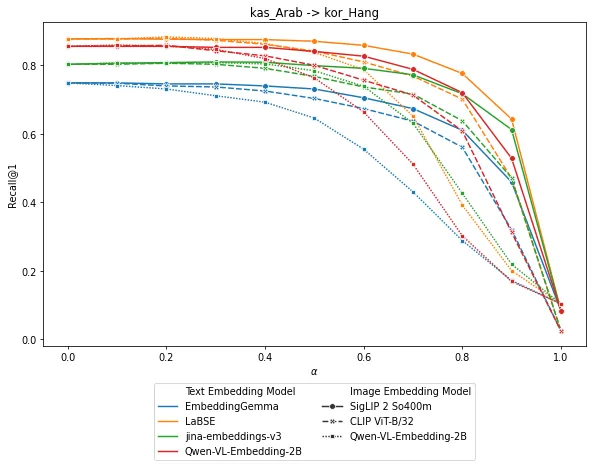 kas_Arab -> kor_Hang
Recall@1
0.8
0.6
0.4
0.2
0.0
0.0 0.2 0.4 0.6 0.8 1.0
α
Text Embedding Model
EmbeddingGemma
LaBSE
jina-embeddings-v3
Qwen-VL-Embedding-2B
Image Embedding Model
SigLIP 2 So400m
CLIP ViT-B/32
Qwen-VL-Embedding-2B